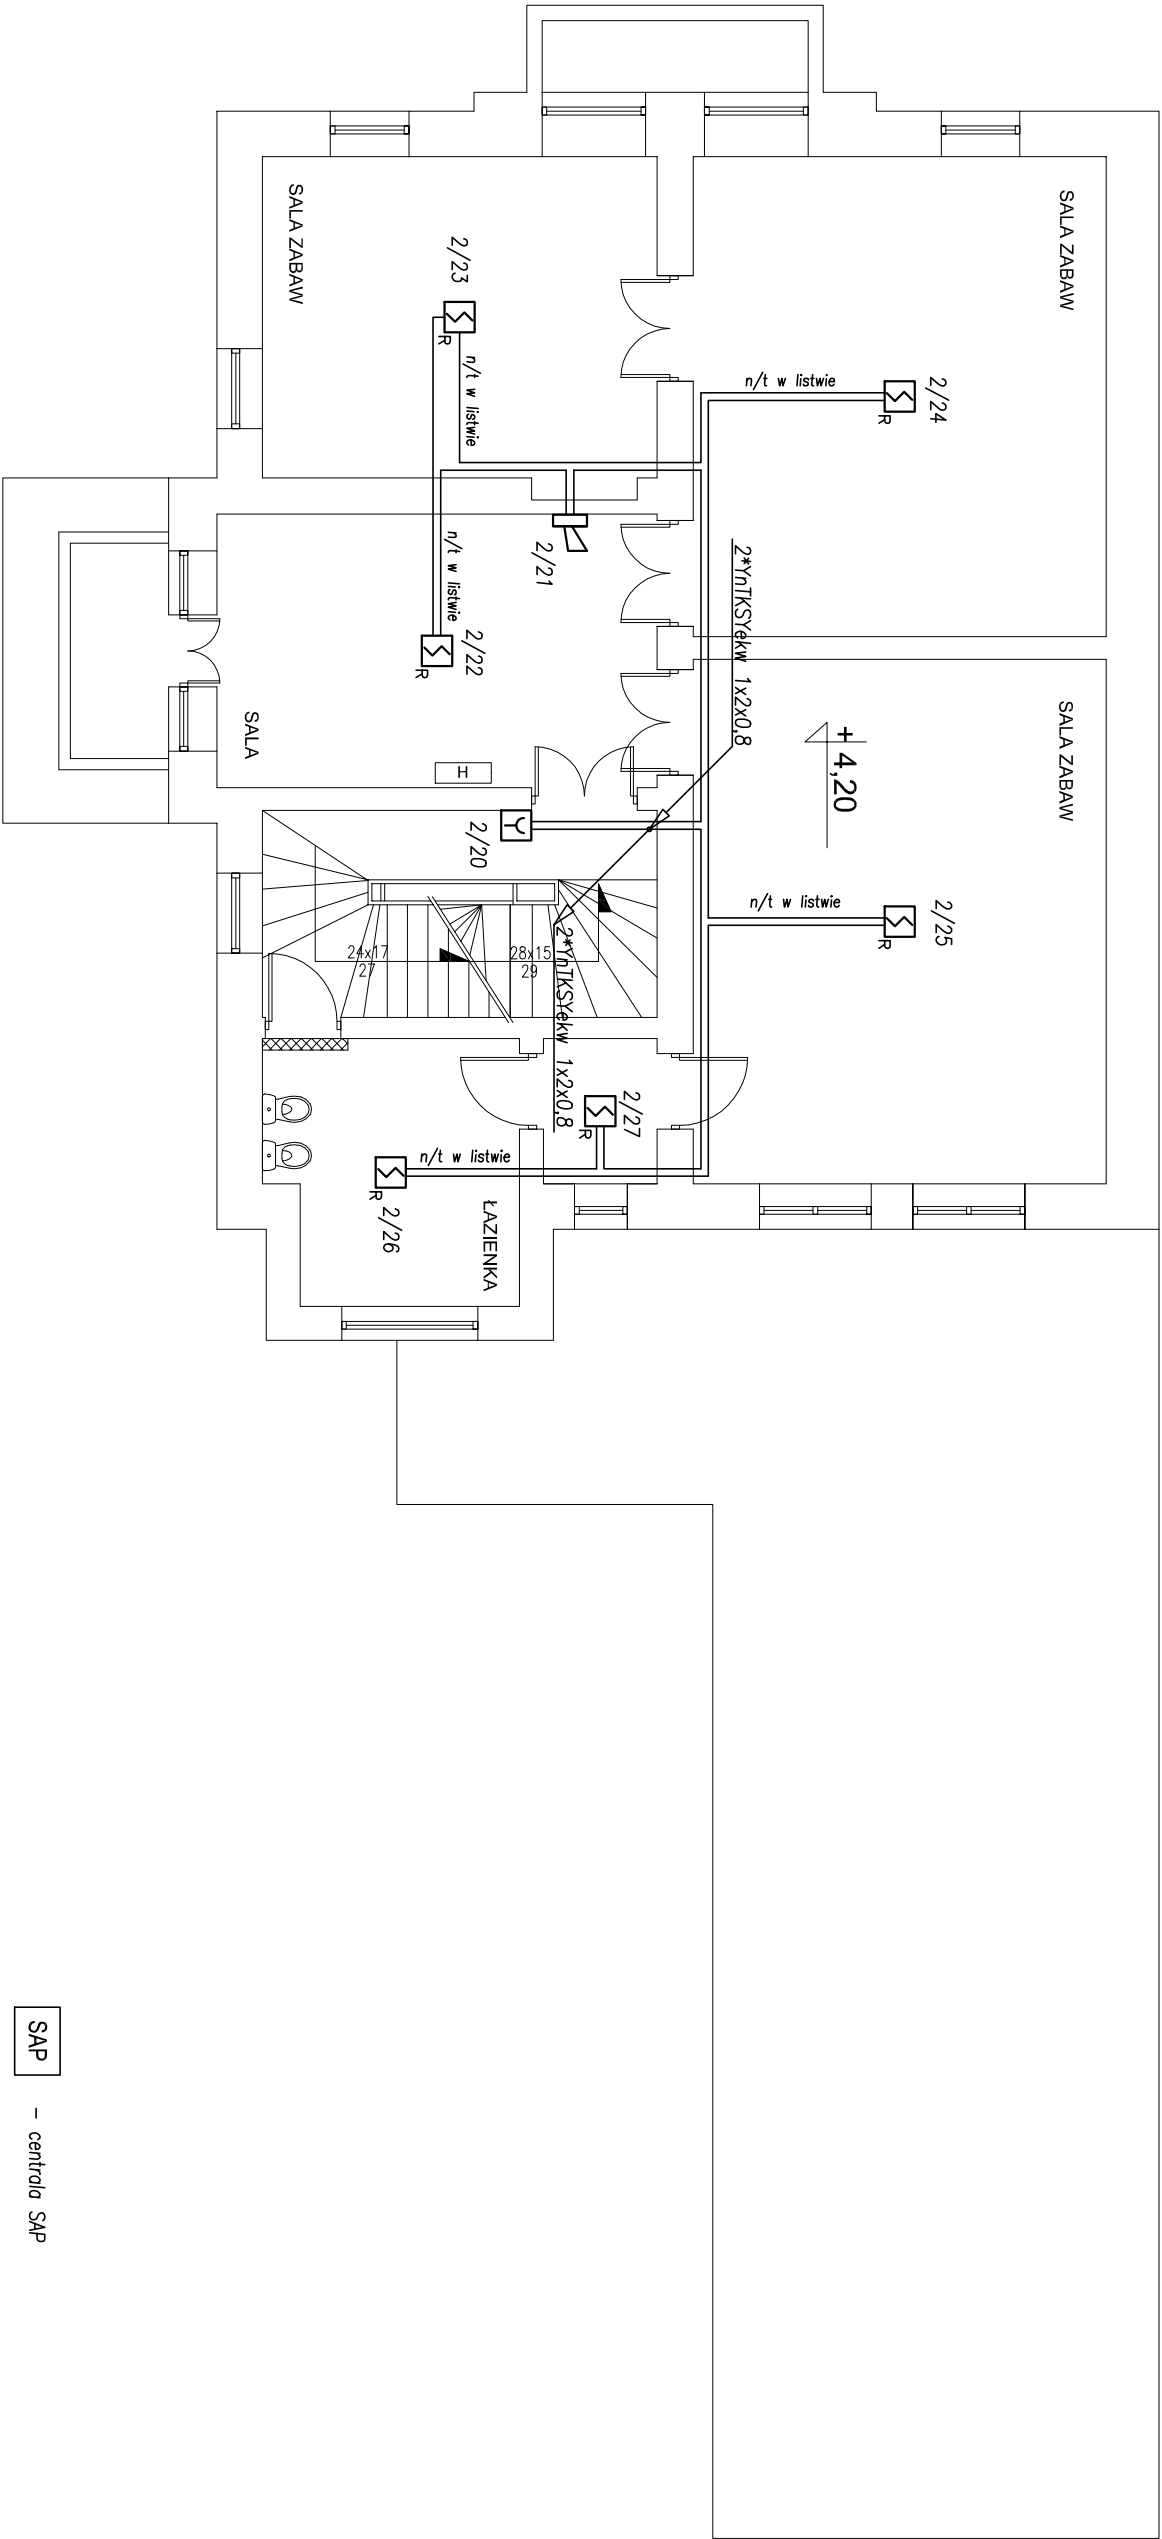 SALA ZABAW
SALA ZABAW
2/23
R
n/t w listwie
n/t w listwie
2/24
R
2*YnTKSYekw 1x2x0,8
n/t w listwie
2/21
2/22
R
SALA
SALA ZABAW
+ 4,20
H
2/20
n/t w listwie
2/25
R
24x17
27
28x15
29
2*YnTKSYekw 1x2x0,8
2/27
R
n/t w listwie
R
2/26
ŁAZIENKA
SAP
- centrala SAP